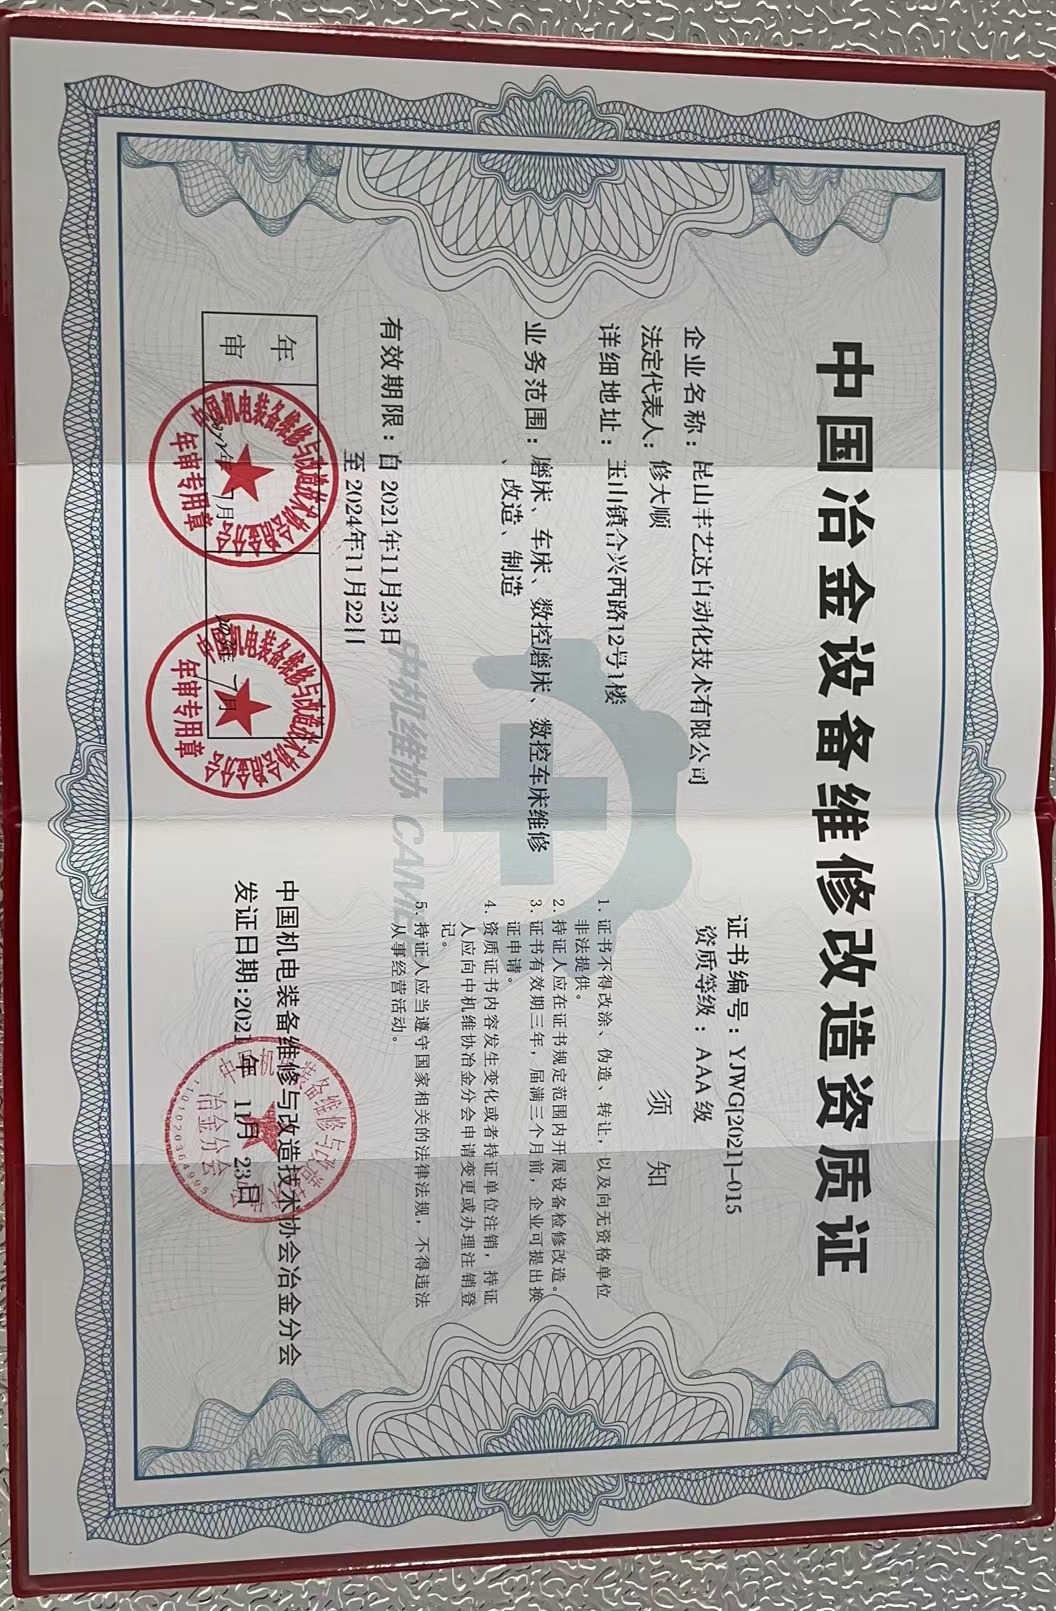 中国冶金设备维修改造资质证
证书编号：YJWG[2021]-015
资质等级：AAA 级
企业名称：昆山丰艺达自动化技术有限公司
法定代表人：修大顺
详细地址：玉山镇合兴西路12号1楼
业务范围：磨床、车床、数控磨床、数控车床维修
、改造、制造
有效期限：自 2021年11月23日
至 2024年11月22日
年
审
年审专用章
年审专用章
中机维协 CAMER
须 知
1. 证书不得改涂、伪造、转让，以及向无资格单位
非法提供。
2. 持证人应在证书规定范围内开展设备检修改造。
3. 证书有效期三年，届满三个月前，企业可提出换
证申请。
4. 资质证书内容发生变化或者持证单位注销，持证
人应向中机维协冶金分会申请变更或办理注销登
记。
5. 持证人应当遵守国家相关的法律法规，不得违法
从事经营活动。
中国机电装备维修与改造技术协会冶金分会
发证日期:2021 年 11月 23日
冶金分会